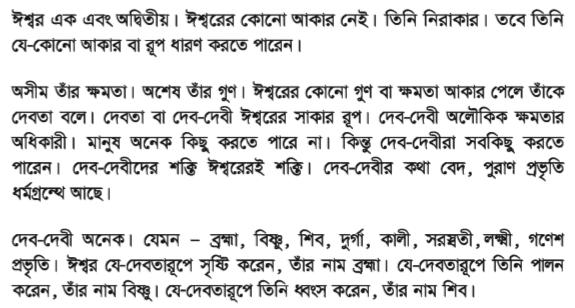 ঈশ্বর এক এবং অদ্বিতীয়। ঈশ্বরের কোনো আকার নেই। তিনি নিরাকার। তবে তিনি
যে-কোনো আকার বা রূপ ধারণ করতে পারেন।
অসীম তাঁর ক্ষমতা। অশেষ তাঁর গুণ। ঈশ্বরের কোনো গুণ বা ক্ষমতা আকার পেলে তাঁকে
দেবতা বলে। দেবতা বা দেব-দেবী ঈশ্বরের সাকার রূপ। দেব-দেবী অলৌকিক ক্ষমতার
অধিকারী। মানুষ অনেক কিছু করতে পারে না। কিন্তু দেব-দেবীরা সবকিছু করতে
পারেন। দেব-দেবীদের শক্তি ঈশ্বরেরই শক্তি। দেব-দেবীর কথা বেদ, পুরাণ প্রভৃতি
ধর্মগ্রন্থে আছে।
দেব-দেবী অনেক। যেমন – ব্রহ্মা, বিষ্ণু, শিব, দুর্গা, কালী, সরস্বতী,লক্ষ্মী, গণেশ
প্রভৃতি। ঈশ্বর যে-দেবতারূপে সৃষ্টি করেন, তাঁর নাম ব্রহ্মা। যে-দেবতারূপে তিনি পালন
করেন, তাঁর নাম বিষ্ণু। যে-দেবতারূপে তিনি ধ্বংস করেন, তাঁর নাম শিব।